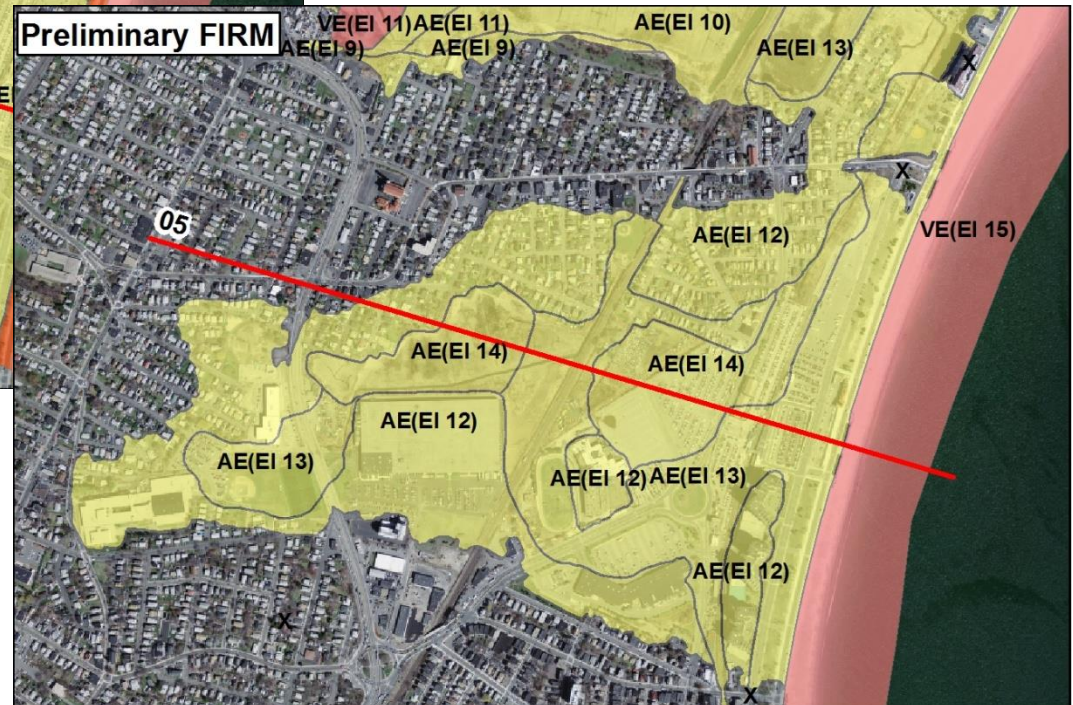 VE(El 11)
AE(El 11)
AE(El 10)
Preliminary FIRM
AE(El 9)
AE(El 9)
AE(El 13)
X
X
05
AE(El 12)
VE(El 15)
AE(El 14)
AE(El 14)
AE(El 12)
AE(El 13)
AE(El 12)
AE(El 13)
AE(El 12)
X
X